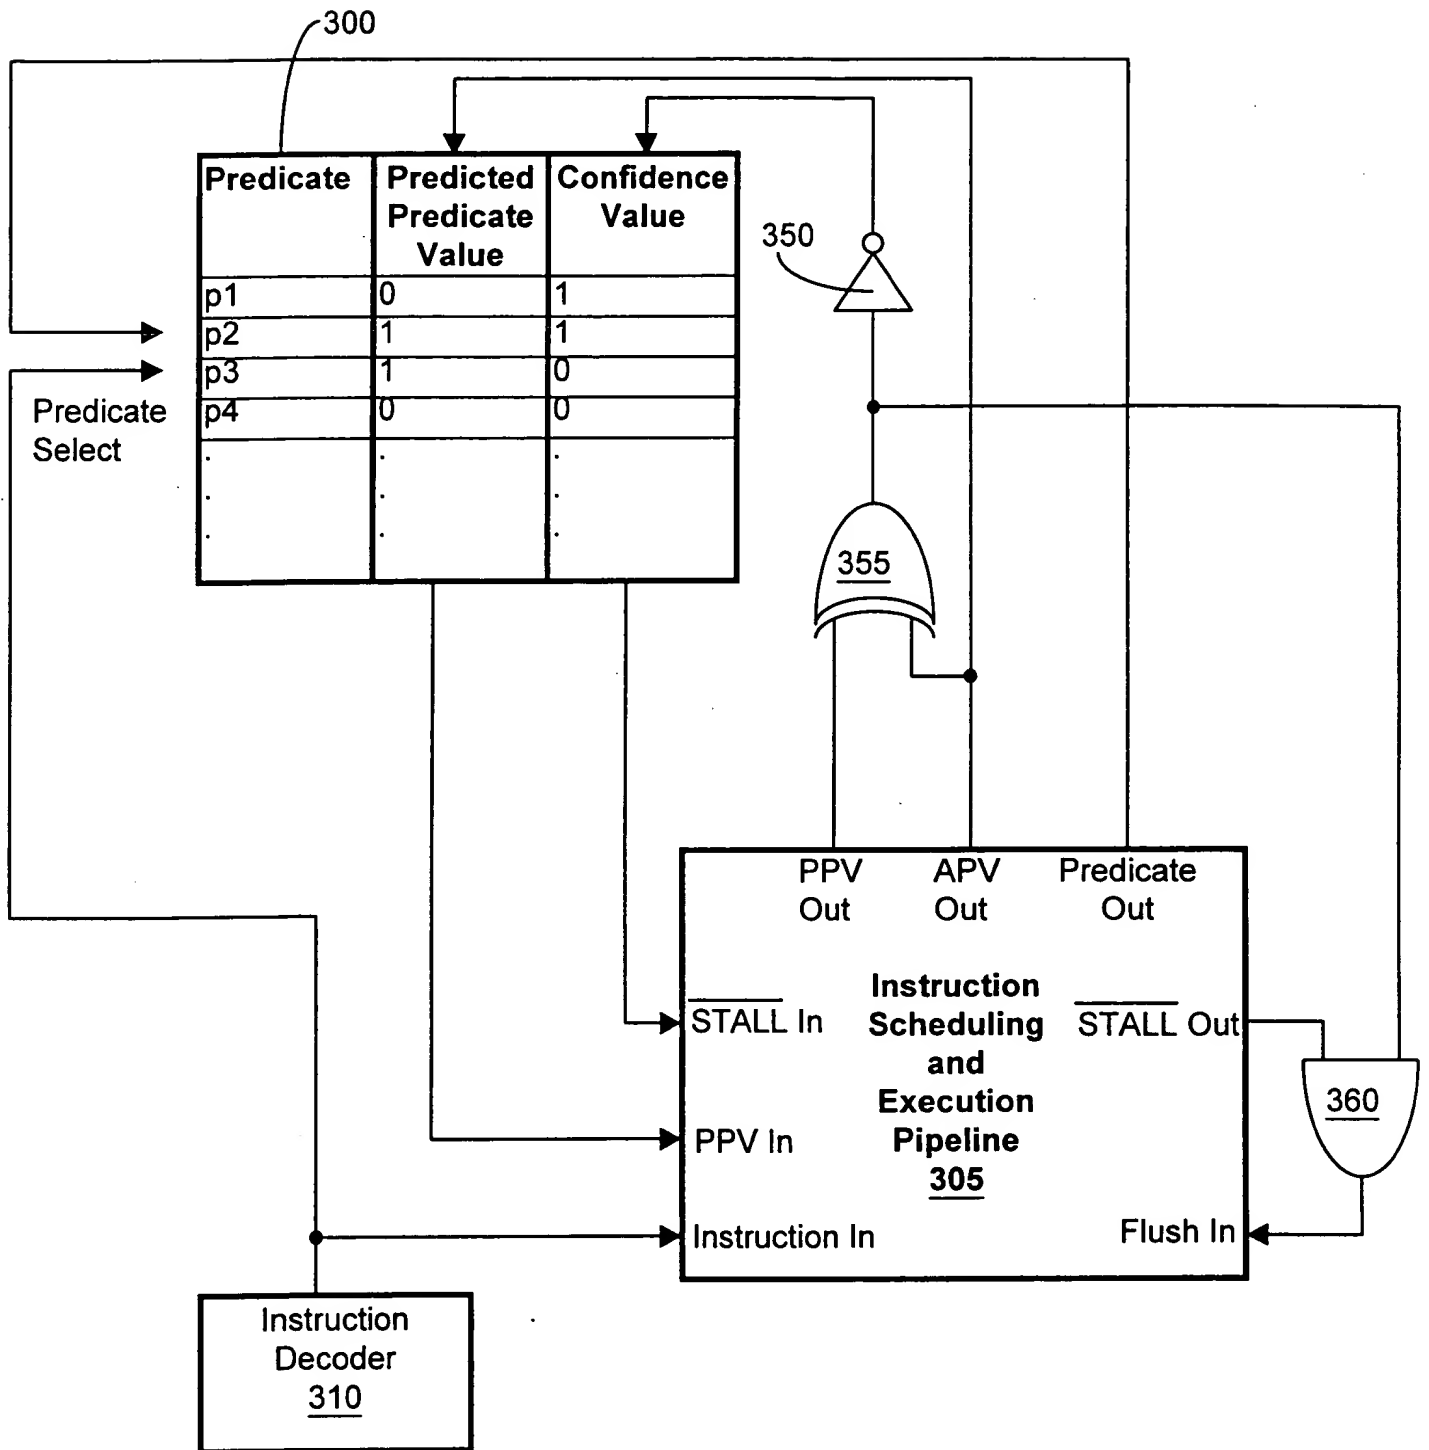 300
Predicate
Predicted
Predicate
Value
Confidence
Value
350
p1 0 1
p2 1 1
p3 1 0
p4 0 0
. . .
. . .
. . .
Predicate
Select
355
PPV
Out
APV
Out
Predicate
Out
Instruction
Scheduling
and
Execution
Pipeline
305
STALL In
STALL Out
PPV In
Instruction In
Flush In
360
Instruction
Decoder
310